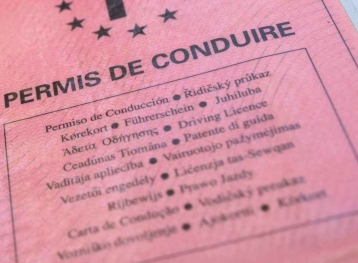 PERMIS DE CONDUIRE
Permiso de Conducción ● Řidičský průkaz
Kørekort ● Führerschein ● Juhiluba
Άδεια Οδήγησης ● Driving Licence
Ceadúnas Tiomána ● Patente di guida
Vadītāja apliecība ● Vairuotojo pažymėjimas
Vezetői engedély ● Liċenzja tas-Sewqan
Rijbewijs ● Prawo Jazdy
Carta de Condução ● Vodičský preukaz
Vozniško dovoljenje ● Ajokortti ● Körkort